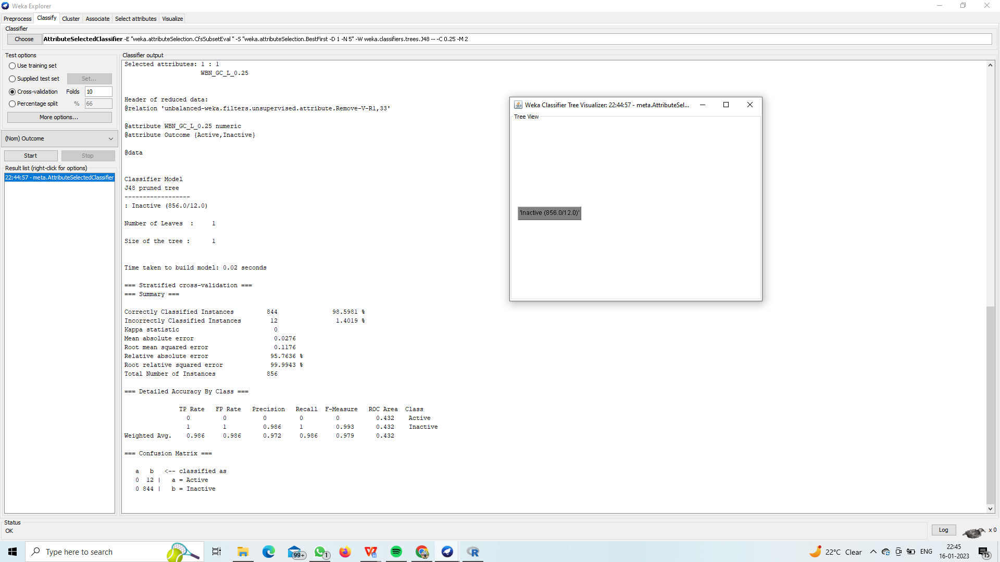 Weka Explorer
Preprocess Classify Cluster Associate Select attributes Visualize
Classifier
Choose AttributeSelectedClassifier -E "weka.attributeSelection.CfsSubsetEval " -S "weka.attributeSelection.BestFirst -D 1 -N 5" -W weka.classifiers.trees.J48 -- -C 0.25 -M 2
Test options
Use training set
Supplied test set Set...
Cross-validation Folds 10
Percentage split % 66
More options...
(Nom) Outcome
Start Stop
Result list (right-click for options)
22:44:57 - meta.AttributeSelectedClassifier
Classifier output
Selected attributes: 1 : 1
WBN_GC_L_0.25
Header of reduced data:
@relation 'unbalanced-weka.filters.unsupervised.attribute.Remove-V-R1,33'
@attribute WBN_GC_L_0.25 numeric
@attribute Outcome {Active,Inactive}
@data
Classifier Model
J48 pruned tree
------------------
: Inactive (856.0/12.0)
Number of Leaves  : 1
Size of the tree : 1
Time taken to build model: 0.02 seconds
=== Stratified cross-validation ===
=== Summary ===
Correctly Classified Instances 844 98.5981 %
Incorrectly Classified Instances 12 1.4019 %
Kappa statistic 0
Mean absolute error 0.0276
Root mean squared error 0.1176
Relative absolute error 95.7636 %
Root relative squared error 99.9943 %
Total Number of Instances 856
=== Detailed Accuracy By Class ===
TP Rate FP Rate Precision Recall F-Measure ROC Area Class
0 0 0 0 0 0.432 Active
1 1 0.986 1 0.993 0.432 Inactive
Weighted Avg. 0.986 0.986 0.972 0.986 0.979 0.432
=== Confusion Matrix ===
a b <-- classified as
0 12 | a = Active
0 844 | b = Inactive
Weka Classifier Tree Visualizer: 22:44:57 - meta.AttributeSel...
Tree View
'Inactive (856.0/12.0)'
Status
OK
Log x 0
Type here to search
99+
1
22°C Clear
ENG
22:45
16-01-2023
15